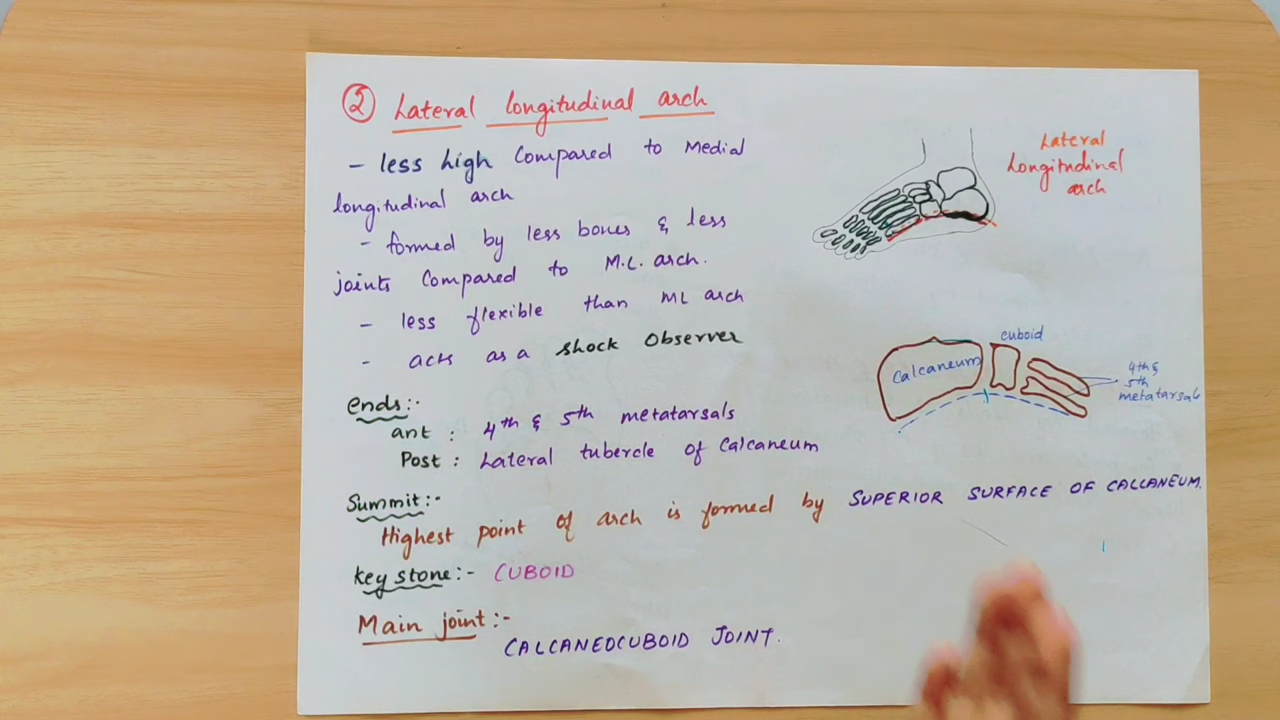 ② Lateral longitudinal arch
- less high compared to Medial
longitudinal arch
- formed by less bones & less
joints compared to M.L. arch.
- less flexible than ML arch
- acts as a shock observer
ends:-
ant : 4th & 5th metatarsals
Post : Lateral tubercle of Calcaneum
Summit:-
Highest point of arch is formed by SUPERIOR SURFACE OF CALCANEUM.
key stone:- CUBOID
Main joint:-
CALCANEOCUBOID JOINT.
Lateral
Longitudinal
arch
cuboid
Calcaneum
4th &
5th
metatarsals